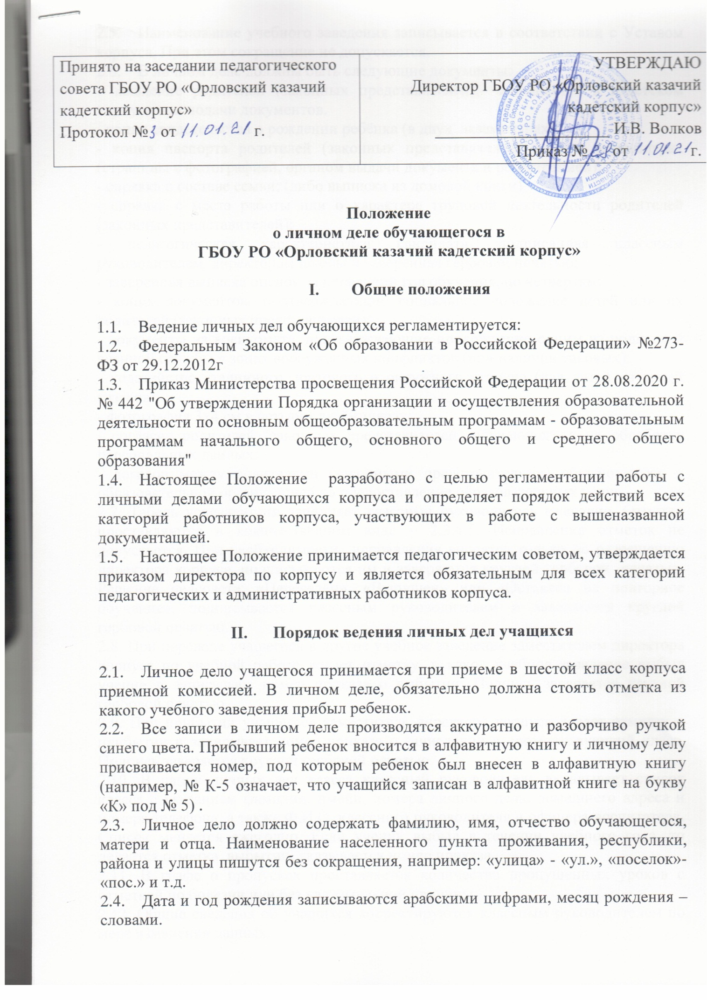 Принято на заседании педагогического
совета ГБОУ РО «Орловский казачий
кадетский корпус»
Протокол №3 от 11.01.21 г.
УТВЕРЖДАЮ
Директор ГБОУ РО «Орловский казачий
кадетский корпус»
И.В. Волков
Приказ № 28 от 11.01.21г.
Положение
о личном деле обучающегося в
ГБОУ РО «Орловский казачий кадетский корпус»
I. Общие положения
1.1. Ведение личных дел обучающихся регламентируется:
1.2. Федеральным Законом «Об образовании в Российской Федерации» №273-
ФЗ от 29.12.2012г
1.3. Приказ Министерства просвещения Российской Федерации от 28.08.2020 г.
№ 442 "Об утверждении Порядка организации и осуществления образовательной
деятельности по основным общеобразовательным программам - образовательным
программам начального общего, основного общего и среднего общего
образования"
1.4. Настоящее Положение разработано с целью регламентации работы с
личными делами обучающихся корпуса и определяет порядок действий всех
категорий работников корпуса, участвующих в работе с вышеназванной
документацией.
1.5. Настоящее Положение принимается педагогическим советом, утверждается
приказом директора по корпусу и является обязательным для всех категорий
педагогических и административных работников корпуса.
II. Порядок ведения личных дел учащихся
2.1. Личное дело учащегося принимается при приеме в шестой класс корпуса
приемной комиссией. В личном деле, обязательно должна стоять отметка из
какого учебного заведения прибыл ребенок.
2.2. Все записи в личном деле производятся аккуратно и разборчиво ручкой
синего цвета. Прибывший ребенок вносится в алфавитную книгу и личному делу
присваивается номер, под которым ребенок был внесен в алфавитную книгу
(например, № К-5 означает, что учащийся записан в алфавитной книге на букву
«К» под № 5) .
2.3. Личное дело должно содержать фамилию, имя, отчество обучающегося,
матери и отца. Наименование населенного пункта проживания, республики,
района и улицы пишутся без сокращения, например: «улица» - «ул.», «поселок»-
«пос.» и т.д.
2.4. Дата и год рождения записываются арабскими цифрами, месяц рождения –
словами.